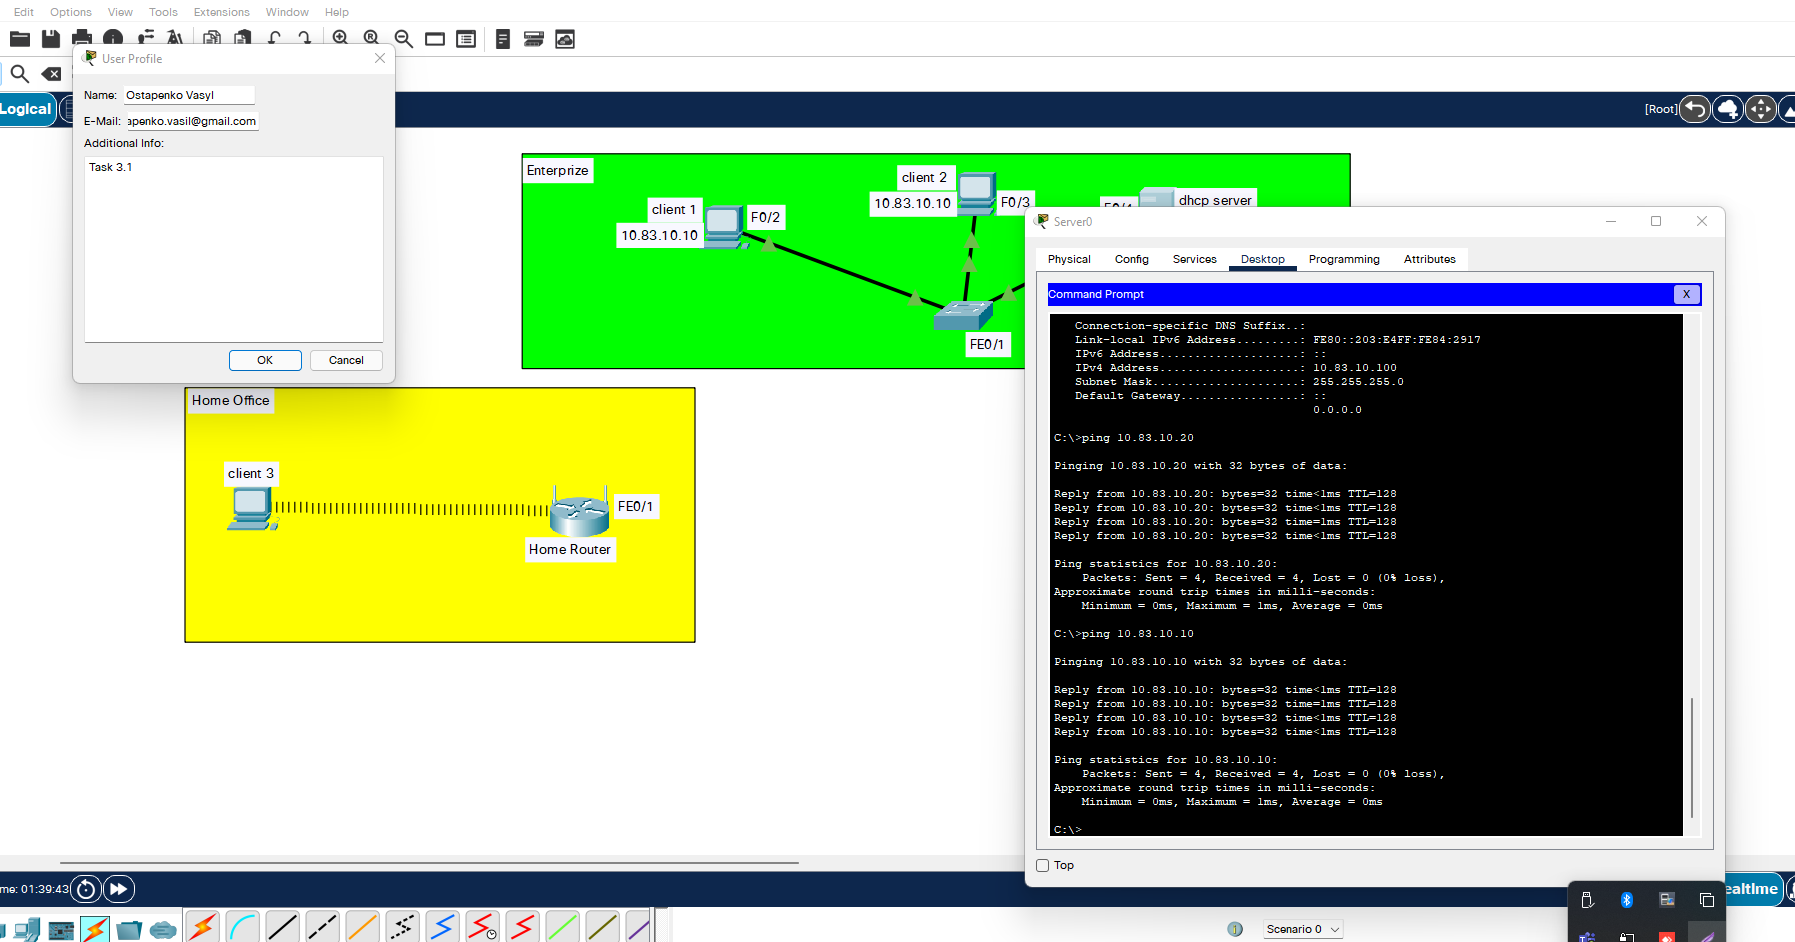 Edit Options View Tools Extensions Window Help
User Profile
Name: Ostapenko Vasyl
E-Mail: apenko.vasil@gmail.com
Additional Info:
Task 3.1
OK Cancel
Logical
[Root]
Enterprize
client 1
10.83.10.10
F0/2
client 2
10.83.10.10
F0/3
dhcp server
FE0/1
Home Office
client 3
FE0/1
Home Router
Server0
Physical Config Services Desktop Programming Attributes
Command Prompt X
Connection-specific DNS Suffix..:
Link-local IPv6 Address.........: FE80::203:E4FF:FE84:2917
IPv6 Address....................: ::
IPv4 Address....................: 10.83.10.100
Subnet Mask.....................: 255.255.255.0
Default Gateway.................: ::
0.0.0.0
C:\>ping 10.83.10.20
Pinging 10.83.10.20 with 32 bytes of data:
Reply from 10.83.10.20: bytes=32 time<1ms TTL=128
Reply from 10.83.10.20: bytes=32 time<1ms TTL=128
Reply from 10.83.10.20: bytes=32 time=1ms TTL=128
Reply from 10.83.10.20: bytes=32 time<1ms TTL=128
Ping statistics for 10.83.10.20:
Packets: Sent = 4, Received = 4, Lost = 0 (0% loss),
Approximate round trip times in milli-seconds:
Minimum = 0ms, Maximum = 1ms, Average = 0ms
C:\>ping 10.83.10.10
Pinging 10.83.10.10 with 32 bytes of data:
Reply from 10.83.10.10: bytes=32 time<1ms TTL=128
Reply from 10.83.10.10: bytes=32 time=1ms TTL=128
Reply from 10.83.10.10: bytes=32 time<1ms TTL=128
Reply from 10.83.10.10: bytes=32 time<1ms TTL=128
Ping statistics for 10.83.10.10:
Packets: Sent = 4, Received = 4, Lost = 0 (0% loss),
Approximate round trip times in milli-seconds:
Minimum = 0ms, Maximum = 1ms, Average = 0ms
C:\>
Top
me: 01:39:43
ealtime
Scenario 0